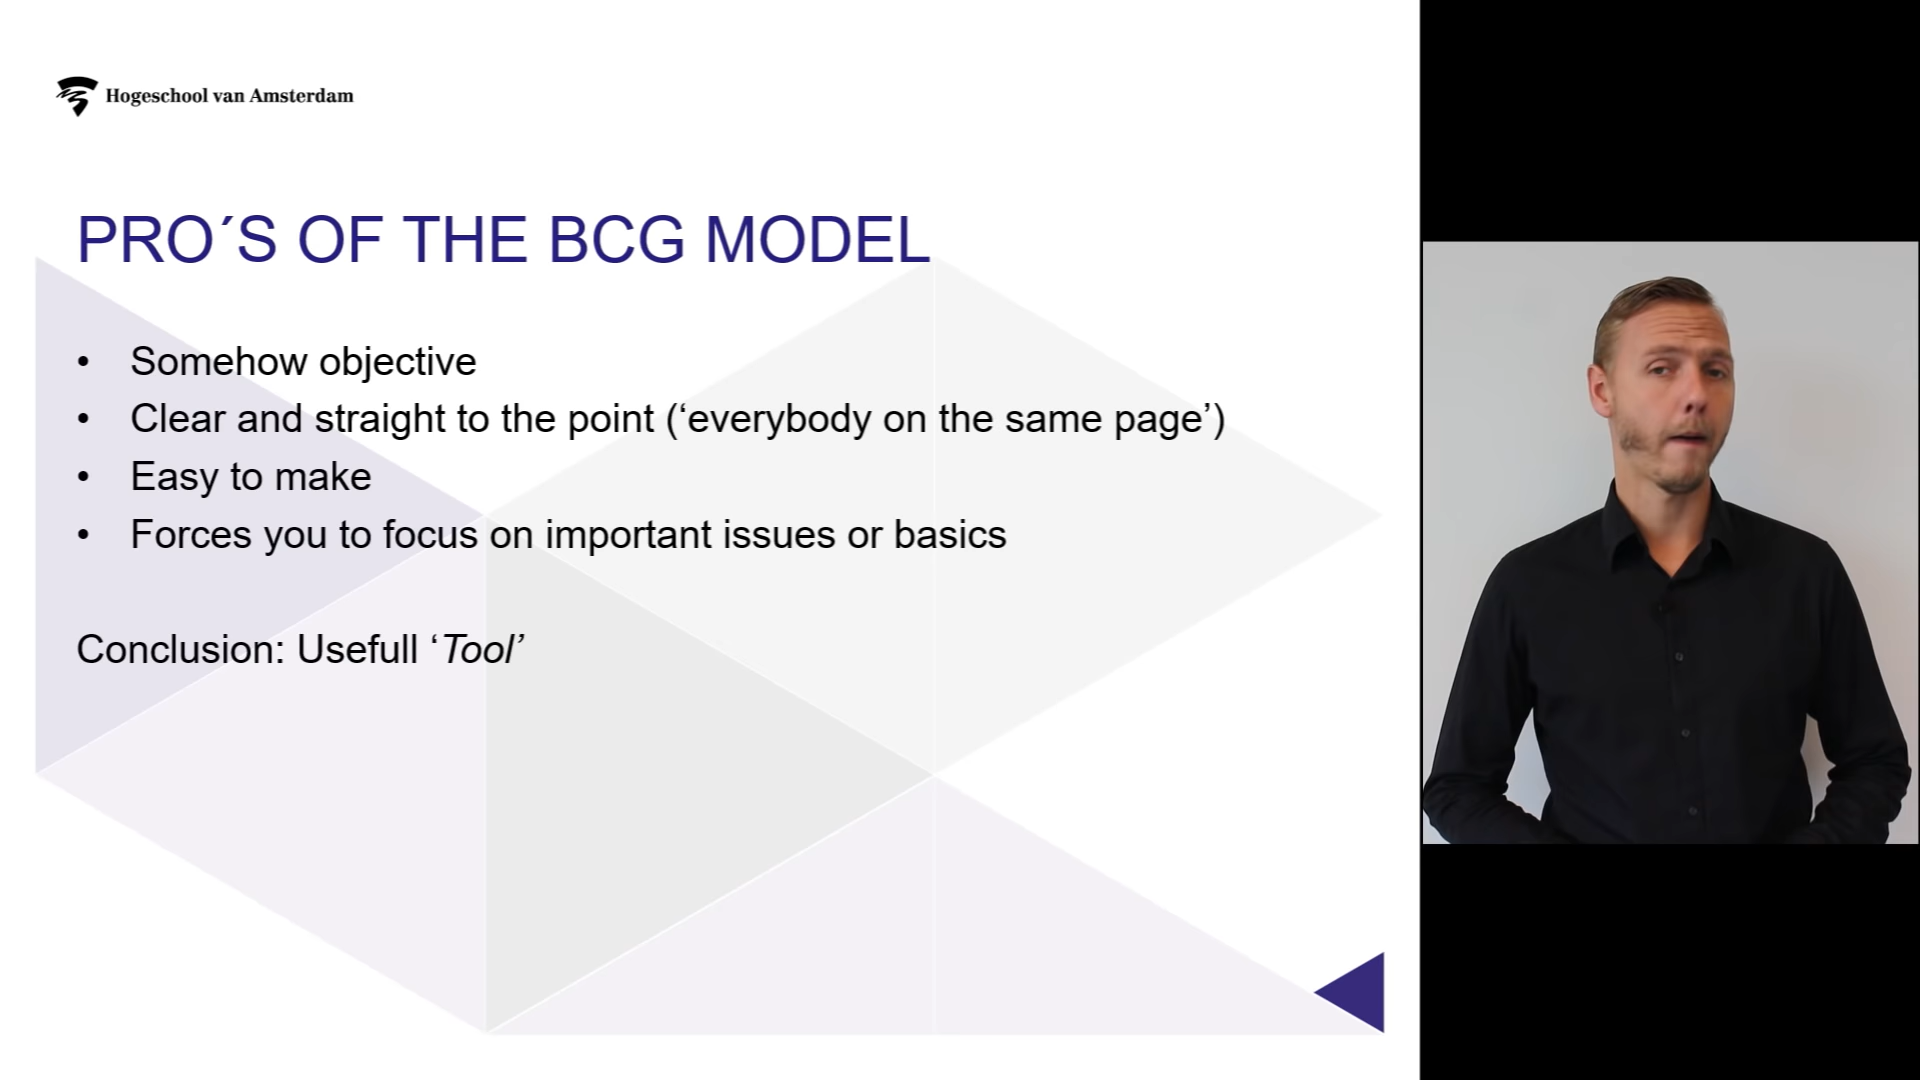 Hogeschool van Amsterdam
PRO´S OF THE BCG MODEL
• Somehow objective
• Clear and straight to the point (‘everybody on the same page’)
• Easy to make
• Forces you to focus on important issues or basics
Conclusion: Usefull ‘Tool’